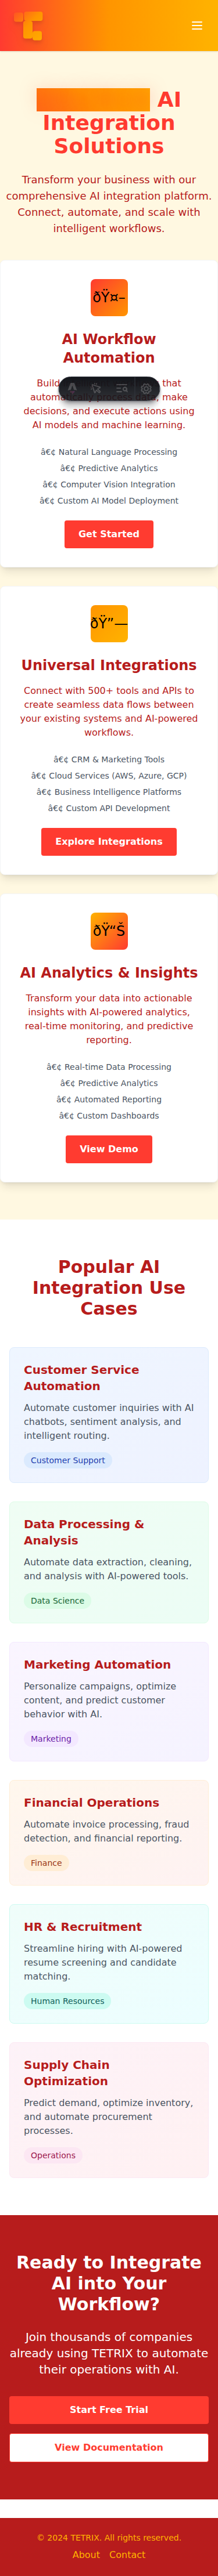 AI
Integration
Solutions
Transform your business with our
comprehensive AI integration platform.
Connect, automate, and scale with
intelligent workflows.
ðŸ¤–
AI Workflow
Automation
Build that
make
decisions, and execute actions using
AI models and machine learning.
â€¢ Natural Language Processing
â€¢ Predictive Analytics
â€¢ Computer Vision Integration
â€¢ Custom AI Model Deployment
Get Started
ðŸ”—
Universal Integrations
Connect with 500+ tools and APIs to
create seamless data flows between
your existing systems and AI-powered
workflows.
â€¢ CRM & Marketing Tools
â€¢ Cloud Services (AWS, Azure, GCP)
â€¢ Business Intelligence Platforms
â€¢ Custom API Development
Explore Integrations
ðŸ“Š
AI Analytics & Insights
Transform your data into actionable
insights with AI-powered analytics,
real-time monitoring, and predictive
reporting.
â€¢ Real-time Data Processing
â€¢ Predictive Analytics
â€¢ Automated Reporting
â€¢ Custom Dashboards
View Demo
Popular AI
Integration Use
Cases
Customer Service
Automation
Automate customer inquiries with AI
chatbots, sentiment analysis, and
intelligent routing.
Customer Support
Data Processing &
Analysis
Automate data extraction, cleaning,
and analysis with AI-powered tools.
Data Science
Marketing Automation
Personalize campaigns, optimize
content, and predict customer
behavior with AI.
Marketing
Financial Operations
Automate invoice processing, fraud
detection, and financial reporting.
Finance
HR & Recruitment
Streamline hiring with AI-powered
resume screening and candidate
matching.
Human Resources
Supply Chain
Optimization
Predict demand, optimize inventory,
and automate procurement
processes.
Operations
Ready to Integrate
AI into Your
Workflow?
Join thousands of companies
already using TETRIX to automate
their operations with AI.
Start Free Trial
View Documentation
© 2024 TETRIX. All rights reserved.
About Contact